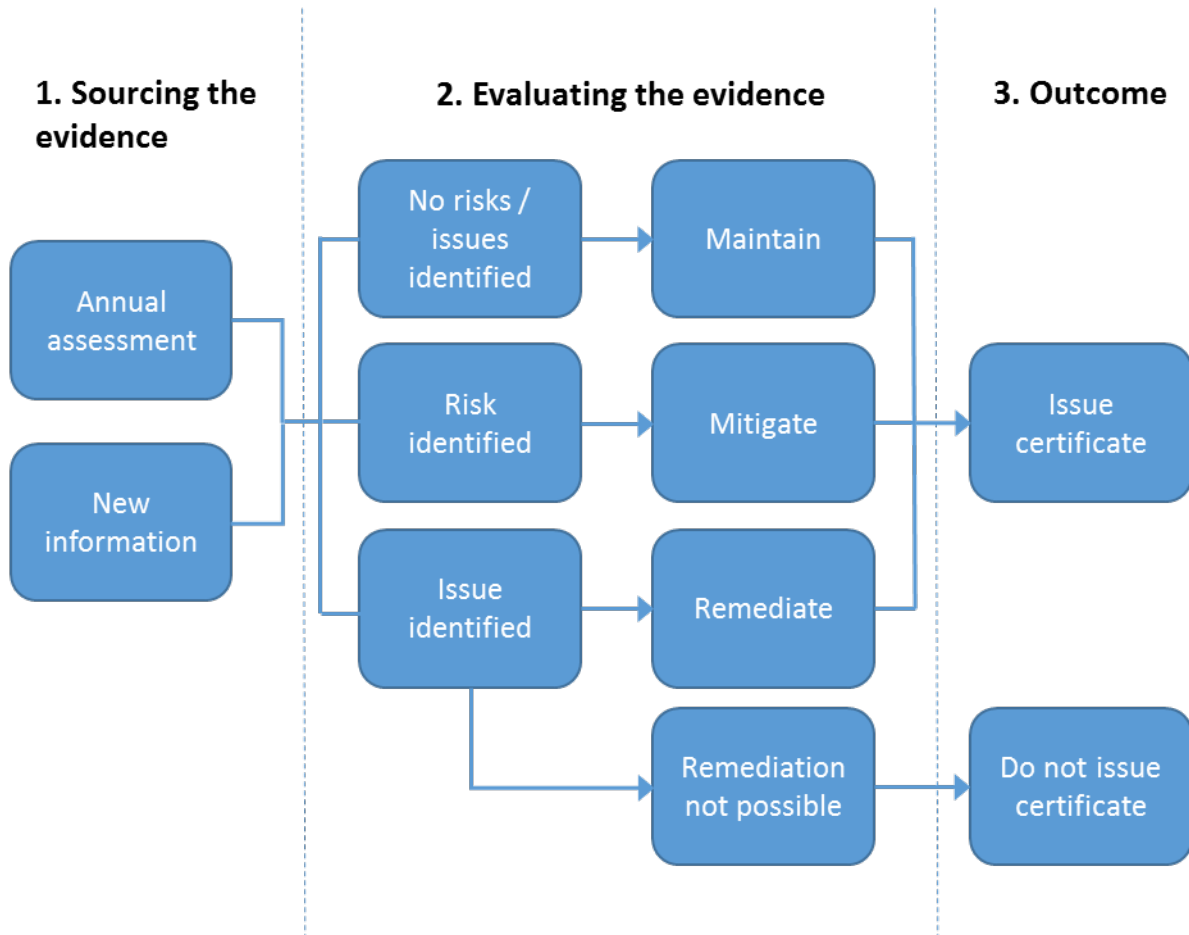 1. Sourcing the
evidence
2. Evaluating the evidence
3. Outcome
Annual
assessment
New
information
No risks /
issues
identified
Maintain
Risk
identified
Mitigate
Issue
identified
Remediate
Remediation
not possible
Issue
certificate
Do not issue
certificate